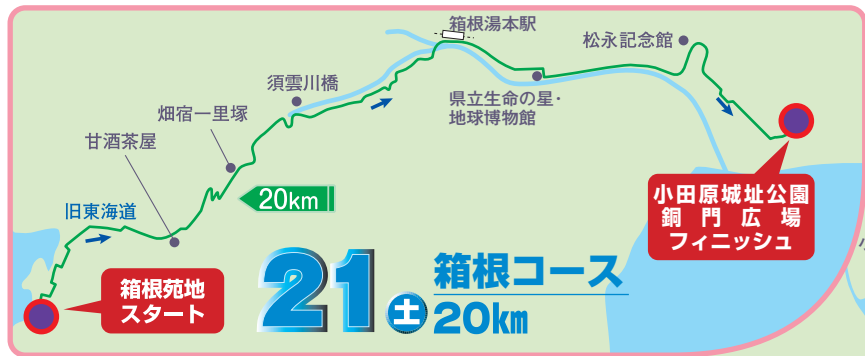 箱根湯本駅
松永記念館
須雲川橋
県立生命の星・
地球博物館
畑宿一里塚
甘酒茶屋
20km
旧東海道
小田原城址公園
銅門広場
フィニッシュ
箱根苑地
スタート
21土
箱根コース
20km